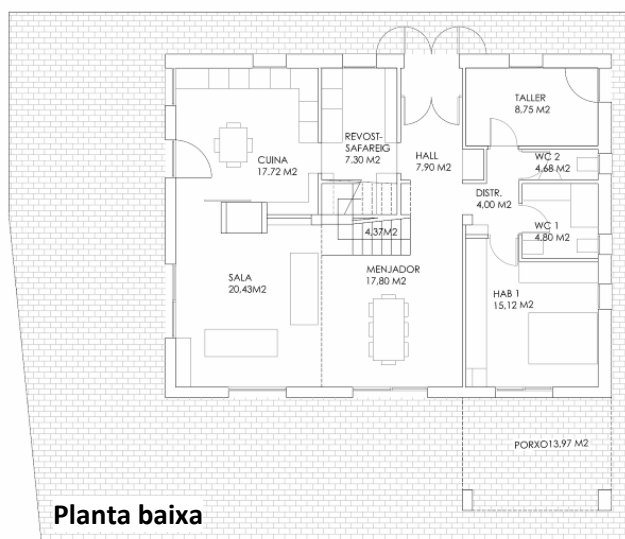 TALLER
8,75 M2
REVOST-
SAFAREIG
7.30 M2
CUINA
17.72 M2
HALL
7,90 M2
WC 2
4,68 M2
DISTR.
4,00 M2
WC 1
4,80 M2
4,37M2
SALA
20,43M2
MENJADOR
17,80 M2
HAB 1
15,12 M2
PORXO13,97 M2
Planta baixa